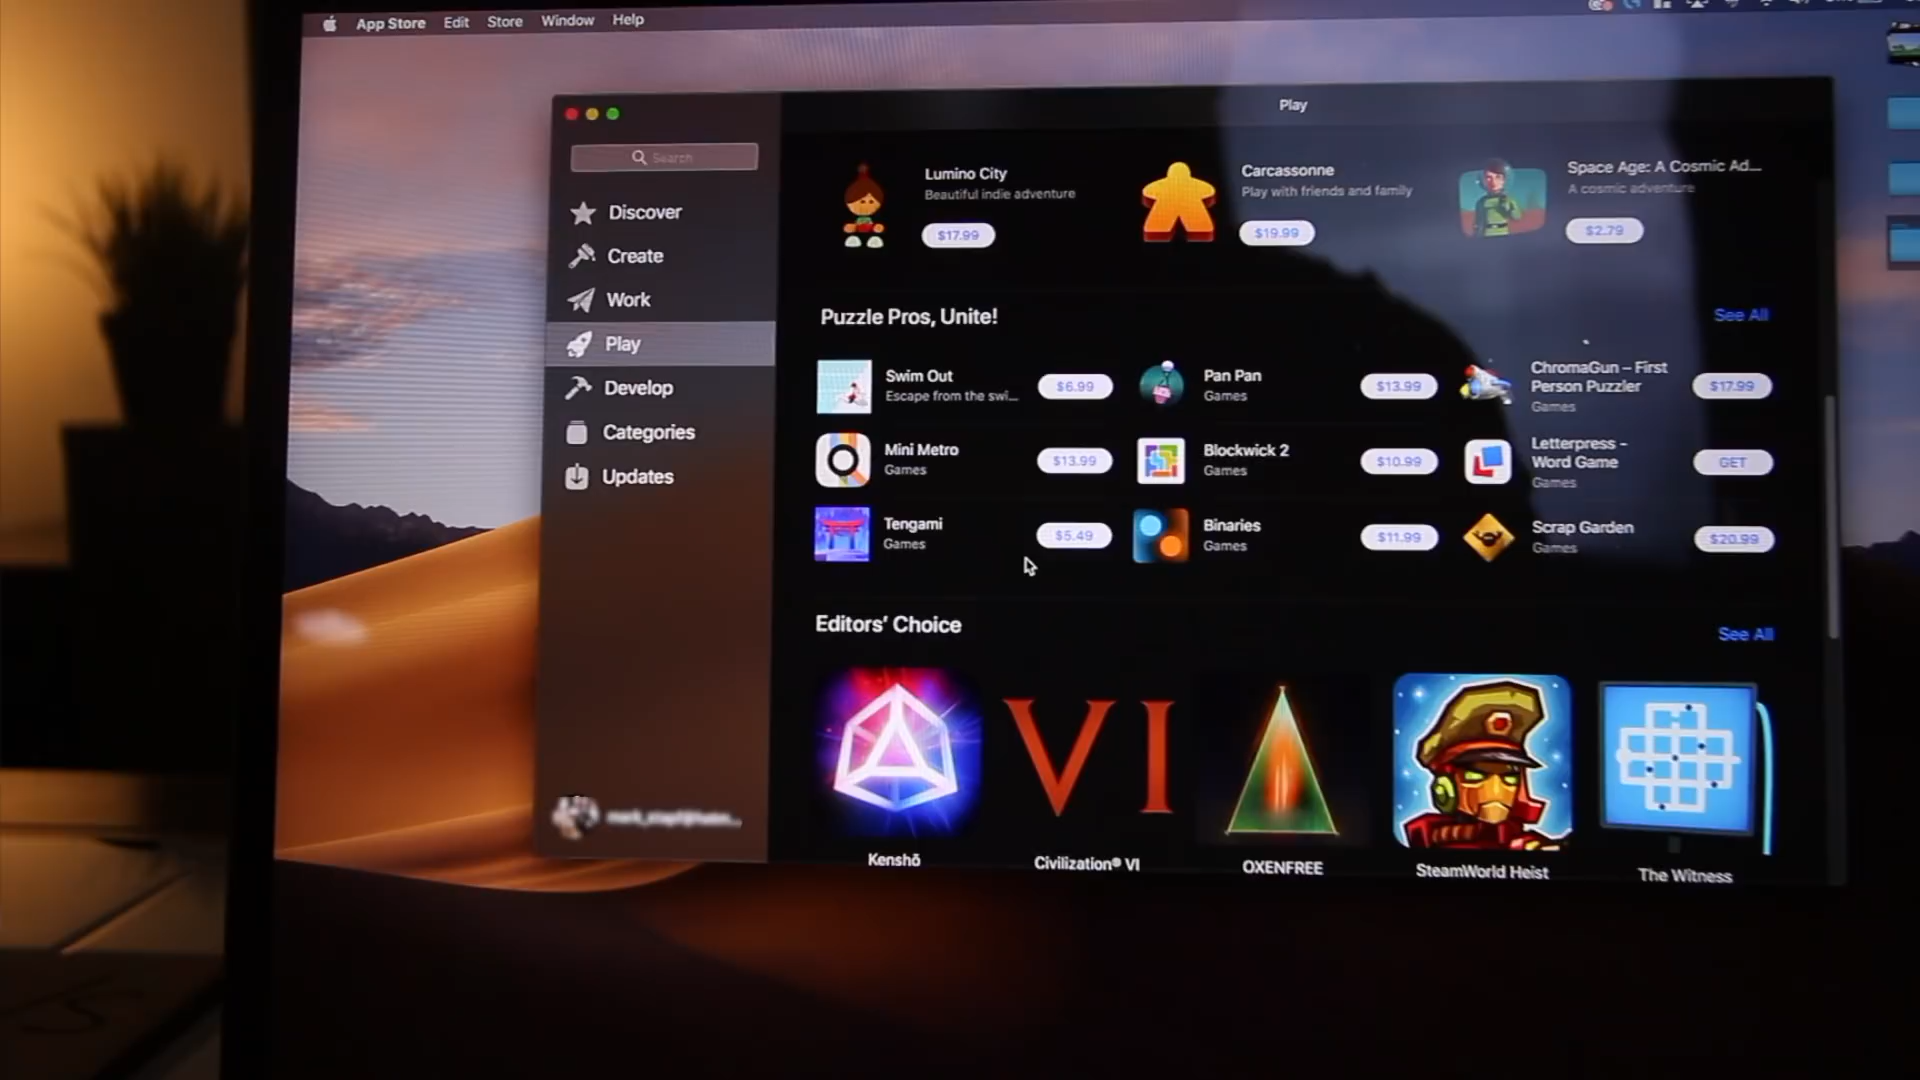 App Store Edit Store Window Help
Play
Search
Discover
Create
Work
Play
Develop
Categories
Updates
Lumino City
Beautiful indie adventure
$17.99
Carcassonne
Play with friends and family
$19.99
Space Age: A Cosmic Ad...
A cosmic adventure
$2.79
Puzzle Pros, Unite!
See All
Swim Out
Escape from the swi...
$6.99
Pan Pan
Games
$13.99
ChromaGun – First
Person Puzzler
Games
$17.99
Mini Metro
Games
$13.99
Blockwick 2
Games
$10.99
Letterpress –
Word Game
Games
GET
Tengami
Games
$5.49
Binaries
Games
$11.99
Scrap Garden
Games
$20.99
Editors' Choice
See All
VI
Kenshō
Civilization® VI
OXENFREE
SteamWorld Heist
The Witness